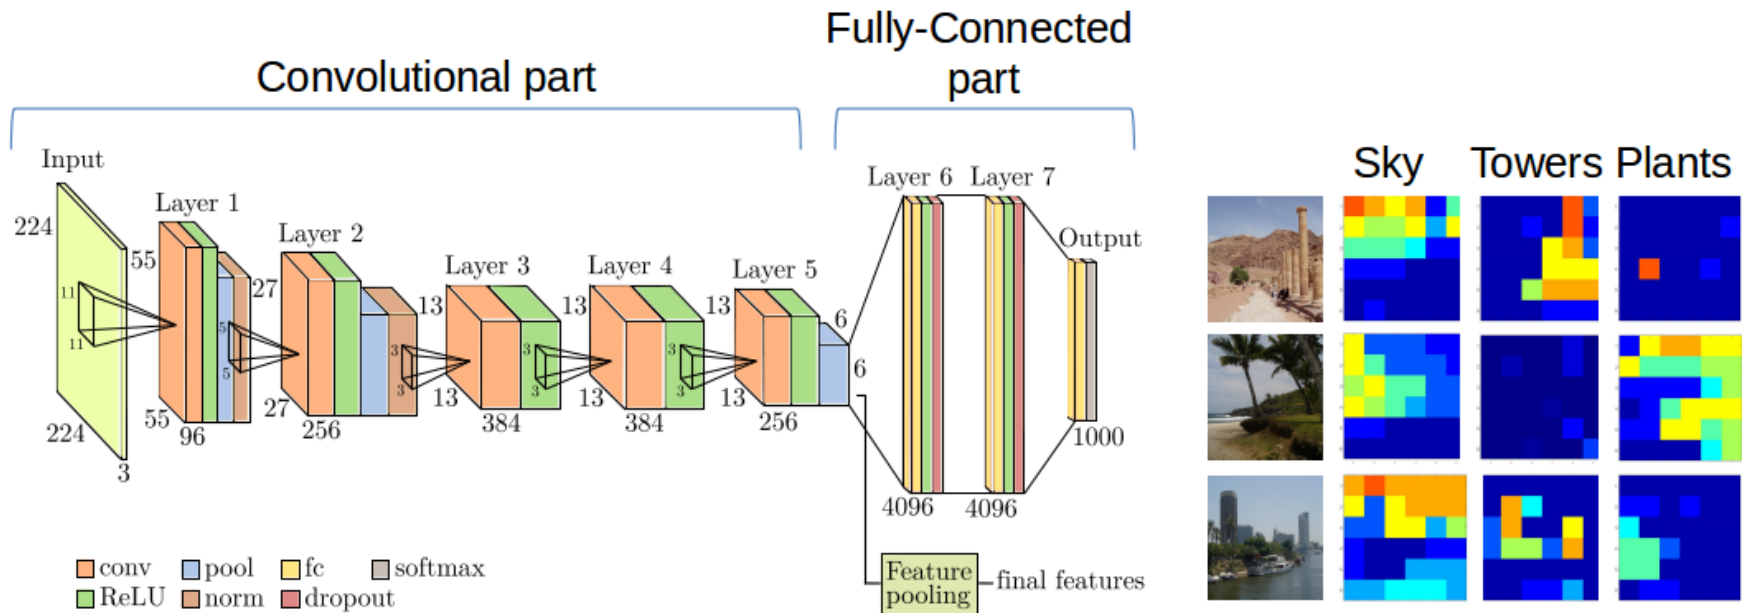 Convolutional part
Fully-Connected
part
Input
224
224
3
11
11
Layer 1
55
55
96
5
5
Layer 2
27
27
256
3
3
Layer 3
13
13
384
3
3
Layer 4
13
13
384
3
3
Layer 5
13
13
256
6
6
Layer 6
4096
Layer 7
4096
Output
1000
conv
pool
fc
softmax
ReLU
norm
dropout
Feature
pooling
final features
Sky
Towers
Plants